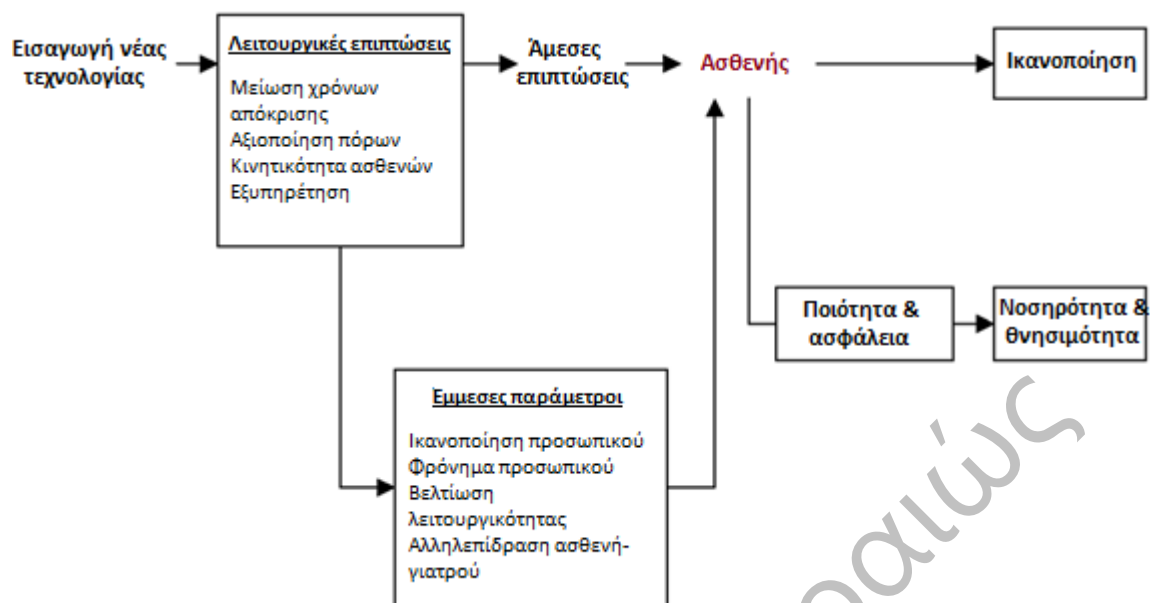 Εισαγωγή νέας
τεχνολογίας
Λειτουργικές επιπτώσεις
Μείωση χρόνων
απόκρισης
Αξιοποίηση πόρων
Κινητικότητα ασθενών
Εξυπηρέτηση
Άμεσες
επιπτώσεις
Ασθενής
Ικανοποίηση
Ποιότητα &
ασφάλεια
Νοσηρότητα &
θνησιμότητα
Έμμεσες παράμετροι
Ικανοποίηση προσωπικού
Φρόνημα προσωπικού
Βελτίωση
λειτουργικότητας
Αλληλεπίδραση ασθενή-
γιατρού
ραιώς